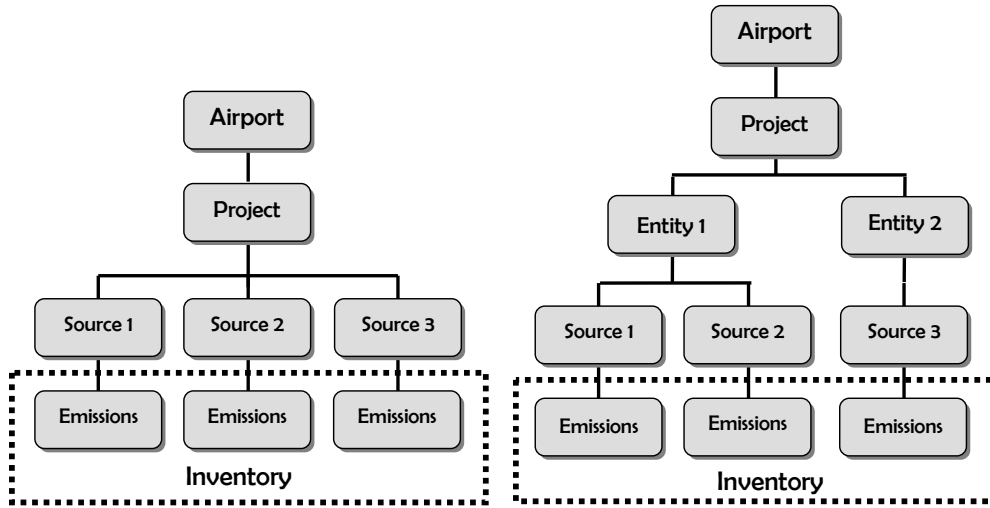 Airport
Project
Source 1
Source 2
Source 3
Emissions
Emissions
Emissions
Inventory
Airport
Project
Entity 1
Entity 2
Source 1
Source 2
Source 3
Emissions
Emissions
Emissions
Inventory